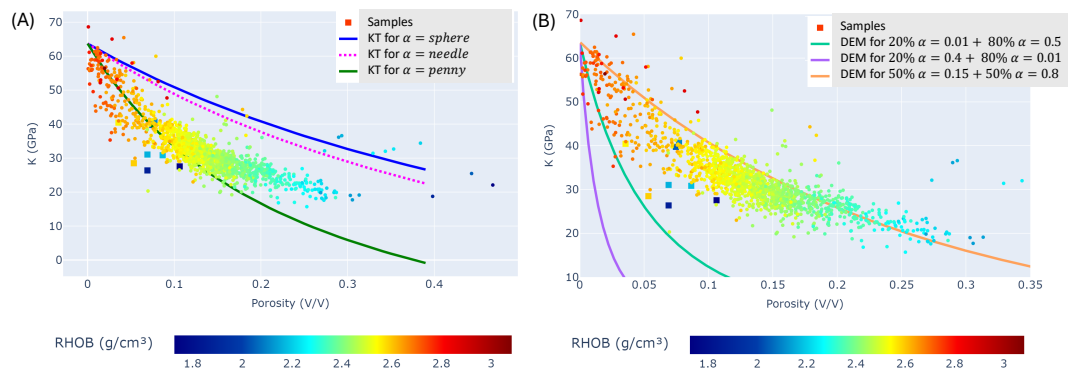 (A)
Samples
KT for α = sphere
KT for α = needle
KT for α = penny
70
60
50
40
30
20
10
0
K (GPa)
0
0.1
0.2
0.3
0.4
Porosity (V/V)
RHOB (g/cm³)
1.8
2
2.2
2.4
2.6
2.8
3
(B)
Samples
DEM for 20% α = 0.01 + 80% α = 0.5
DEM for 20% α = 0.4 + 80% α = 0.01
DEM for 50% α = 0.15 + 50% α = 0.8
70
60
50
40
30
20
10
K (GPa)
0
0.05
0.1
0.15
0.2
0.25
0.3
0.35
Porosity (V/V)
RHOB (g/cm³)
1.8
2
2.2
2.4
2.6
2.8
3